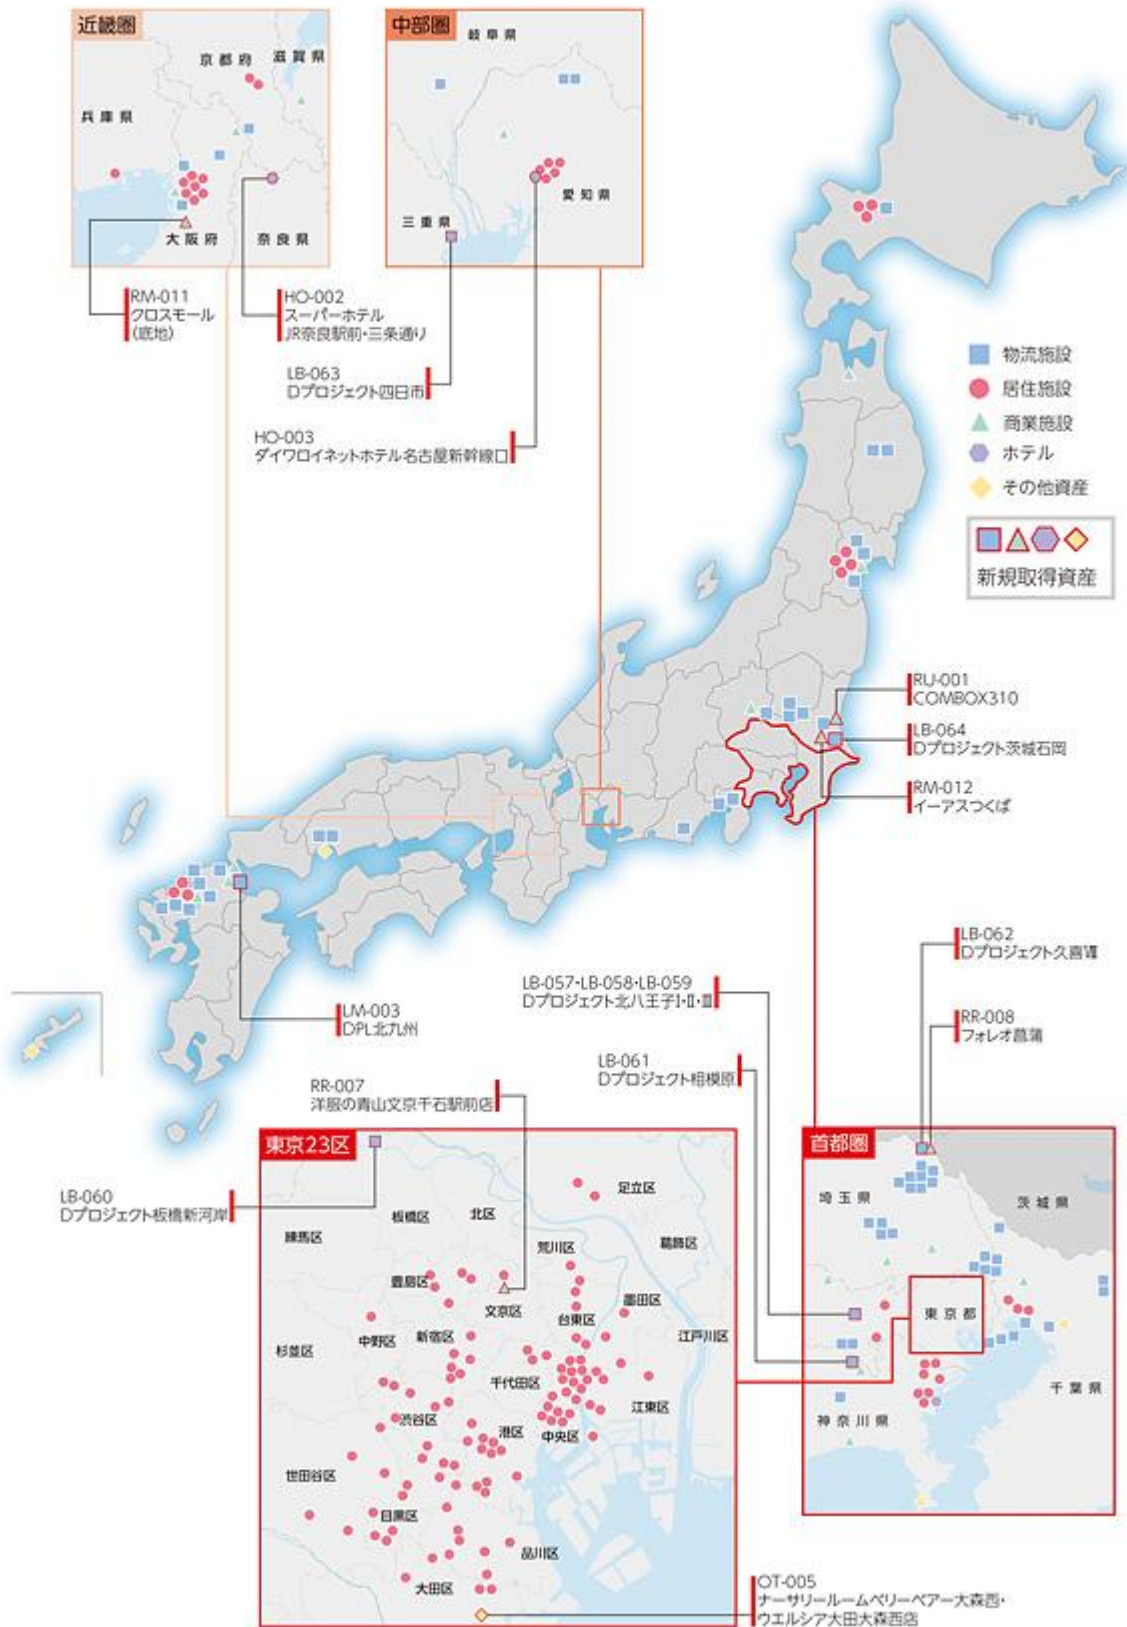 近畿圏
京都府
滋賀県
兵庫県
大阪府
奈良県
中部圏
岐阜県
愛知県
三重県
RM-011
クロスモール
(底地)
HO-002
スーパーホテル
JR奈良駅前・三条通り
LB-063
Dプロジェクト四日市
HO-003
ダイワロイネットホテル名古屋新幹線口
物流施設
居住施設
商業施設
ホテル
その他資産
新規取得資産
RU-001
COMBOX310
LB-064
Dプロジェクト茨城石岡
RM-012
イーアスつくば
LB-062
Dプロジェクト久喜Ⅷ
LB-057・LB-058・LB-059
Dプロジェクト北八王子Ⅰ・Ⅱ・Ⅲ
RR-008
フォレオ菖蒲
LM-003
DPL北九州
LB-061
Dプロジェクト相模原
RR-007
洋服の青山文京千石駅前店
東京23区
LB-060
Dプロジェクト板橋新河岸
足立区
板橋区
北区
練馬区
荒川区
葛飾区
豊島区
文京区
墨田区
台東区
中野区
新宿区
江戸川区
杉並区
千代田区
江東区
渋谷区
港区
中央区
世田谷区
目黒区
品川区
大田区
首都圏
埼玉県
茨城県
東京都
千葉県
神奈川県
OT-005
ナーサリールームベリーベアー大森西・
ウエルシア大田大森西店